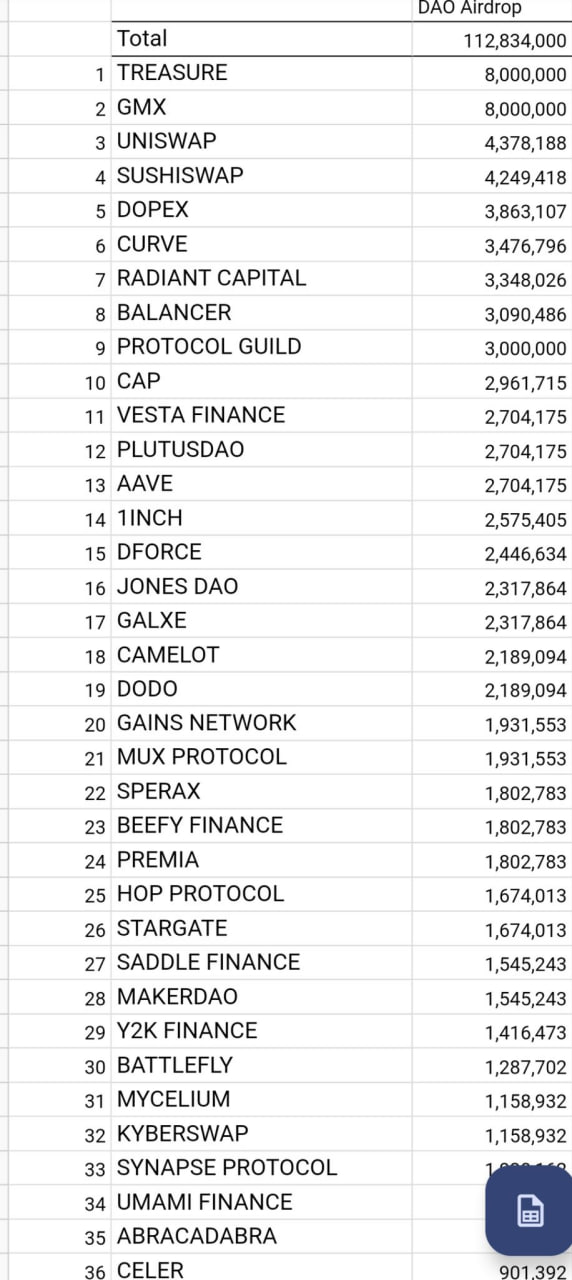 DAO Airdrop
Total 112,834,000
1 TREASURE 8,000,000
2 GMX 8,000,000
3 UNISWAP 4,378,188
4 SUSHISWAP 4,249,418
5 DOPEX 3,863,107
6 CURVE 3,476,796
7 RADIANT CAPITAL 3,348,026
8 BALANCER 3,090,486
9 PROTOCOL GUILD 3,000,000
10 CAP 2,961,715
11 VESTA FINANCE 2,704,175
12 PLUTUSDAO 2,704,175
13 AAVE 2,704,175
14 1INCH 2,575,405
15 DFORCE 2,446,634
16 JONES DAO 2,317,864
17 GALXE 2,317,864
18 CAMELOT 2,189,094
19 DODO 2,189,094
20 GAINS NETWORK 1,931,553
21 MUX PROTOCOL 1,931,553
22 SPERAX 1,802,783
23 BEEFY FINANCE 1,802,783
24 PREMIA 1,802,783
25 HOP PROTOCOL 1,674,013
26 STARGATE 1,674,013
27 SADDLE FINANCE 1,545,243
28 MAKERDAO 1,545,243
29 Y2K FINANCE 1,416,473
30 BATTLEFLY 1,287,702
31 MYCELIUM 1,158,932
32 KYBERSWAP 1,158,932
33 SYNAPSE PROTOCOL
34 UMAMI FINANCE
35 ABRACADABRA
36 CELER 901,392